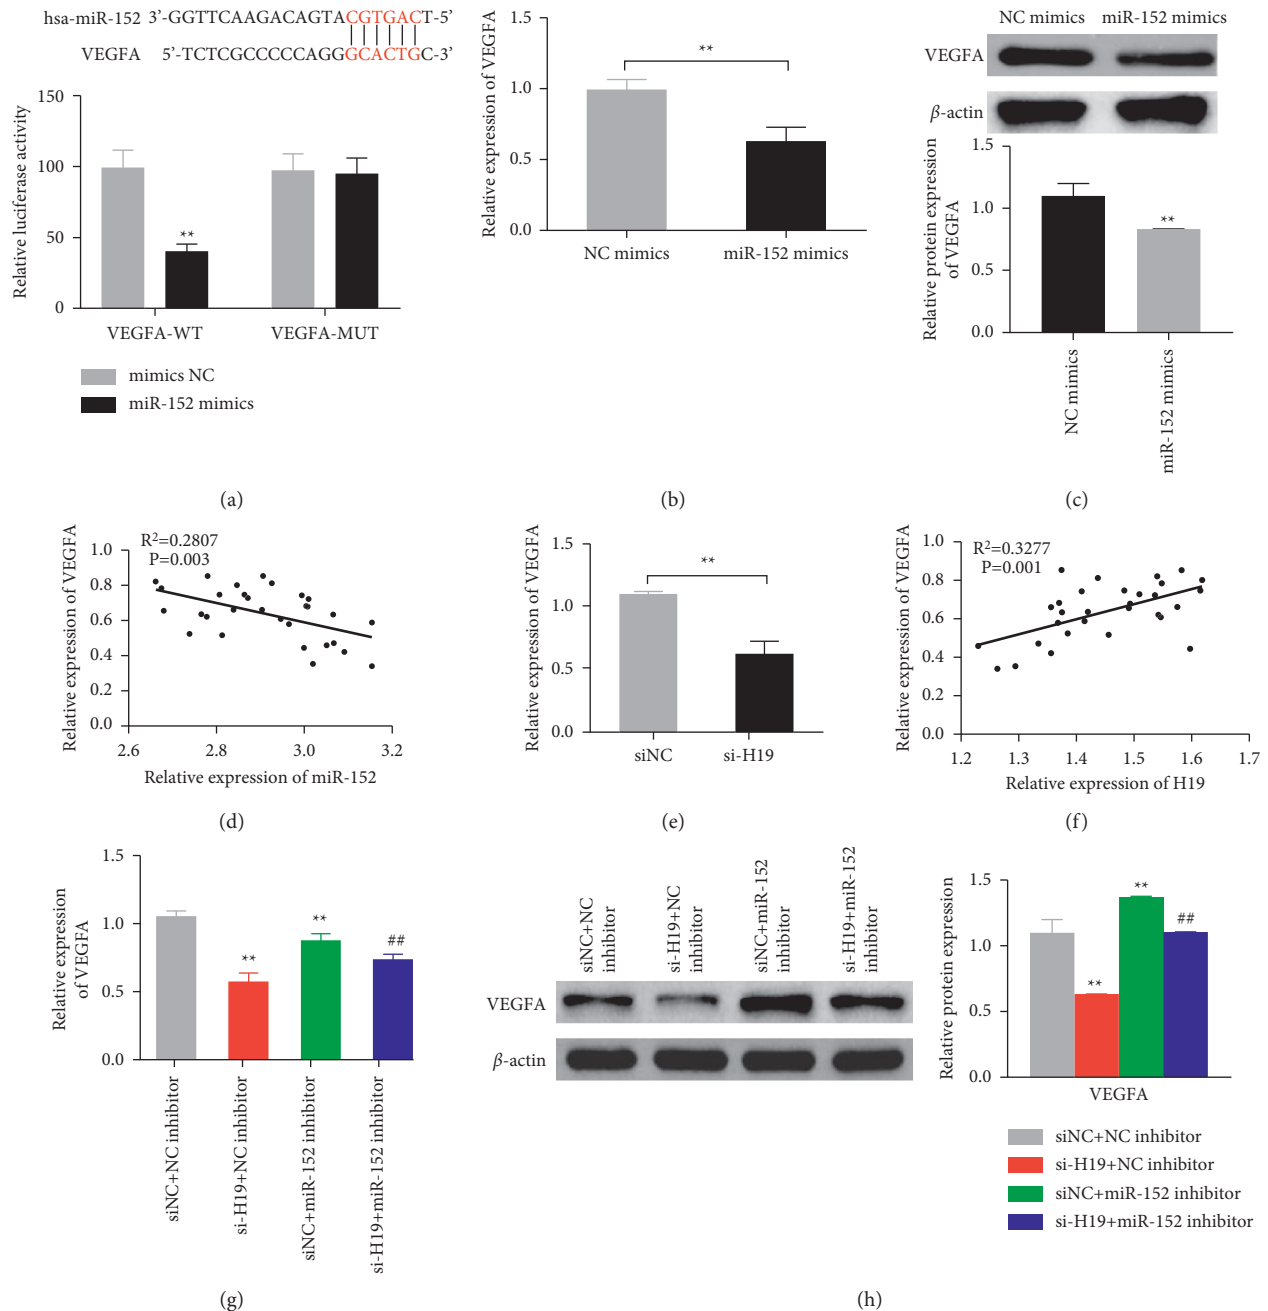 hsa-miR-152 3'-GGTTCAAGACAGTACGTGACT-5'
VEGFA 5'-TCTCGCCCCCAGGGCACTGC-3'
Relative luciferase activity
150
100
50
0
**
VEGFA-WT VEGFA-MUT
mimics NC
miR-152 mimics
(a)
Relative expression of VEGFA
1.5
1.0
0.5
0.0
**
NC mimics miR-152 mimics
(b)
NC mimics miR-152 mimics
VEGFA
β-actin
Relative protein expression
of VEGFA
1.5
1.0
0.5
0.0
**
NC mimics
miR-152 mimics
(c)
Relative expression of VEGFA
R²=0.2807
P=0.003
1.0
0.8
0.6
0.4
0.2
0.0
2.6 2.8 3.0 3.2
Relative expression of miR-152
(d)
Relative expression of VEGFA
1.5
1.0
0.5
0.0
**
siNC si-H19
(e)
Relative expression of VEGFA
R²=0.3277
P=0.001
1.0
0.8
0.6
0.4
0.2
0.0
1.2 1.3 1.4 1.5 1.6 1.7
Relative expression of H19
(f)
Relative expression
of VEGFA
1.5
1.0
0.5
0.0
**
**
##
siNC+NC inhibitor
si-H19+NC inhibitor
siNC+miR-152 inhibitor
si-H19+miR-152 inhibitor
(g)
siNC+NC
inhibitor
si-H19+NC
inhibitor
siNC+miR-152
inhibitor
si-H19+miR-152
inhibitor
VEGFA
β-actin
Relative protein expression
1.5
1.0
0.5
0.0
**
**
##
VEGFA
siNC+NC inhibitor
si-H19+NC inhibitor
siNC+miR-152 inhibitor
si-H19+miR-152 inhibitor
(h)